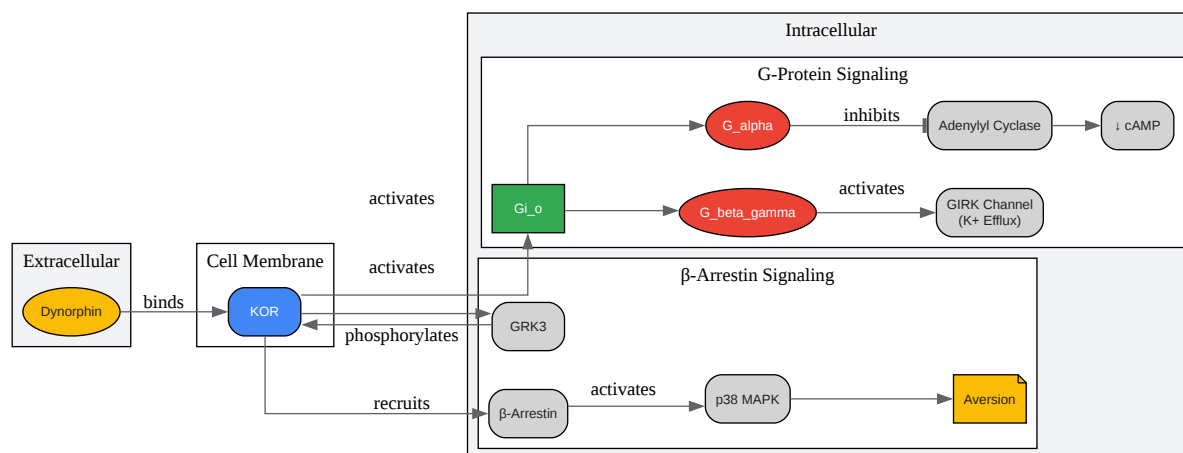 Intracellular
G-Protein Signaling
G_alpha
inhibits
Adenylyl Cyclase
↓ cAMP
activates
Gi_o
G_beta_gamma
activates
GIRK Channel
(K+ Efflux)
Extracellular
Dynorphin
binds
Cell Membrane
KOR
activates
phosphorylates
recruits
β-Arrestin Signaling
GRK3
β-Arrestin
activates
p38 MAPK
Aversion